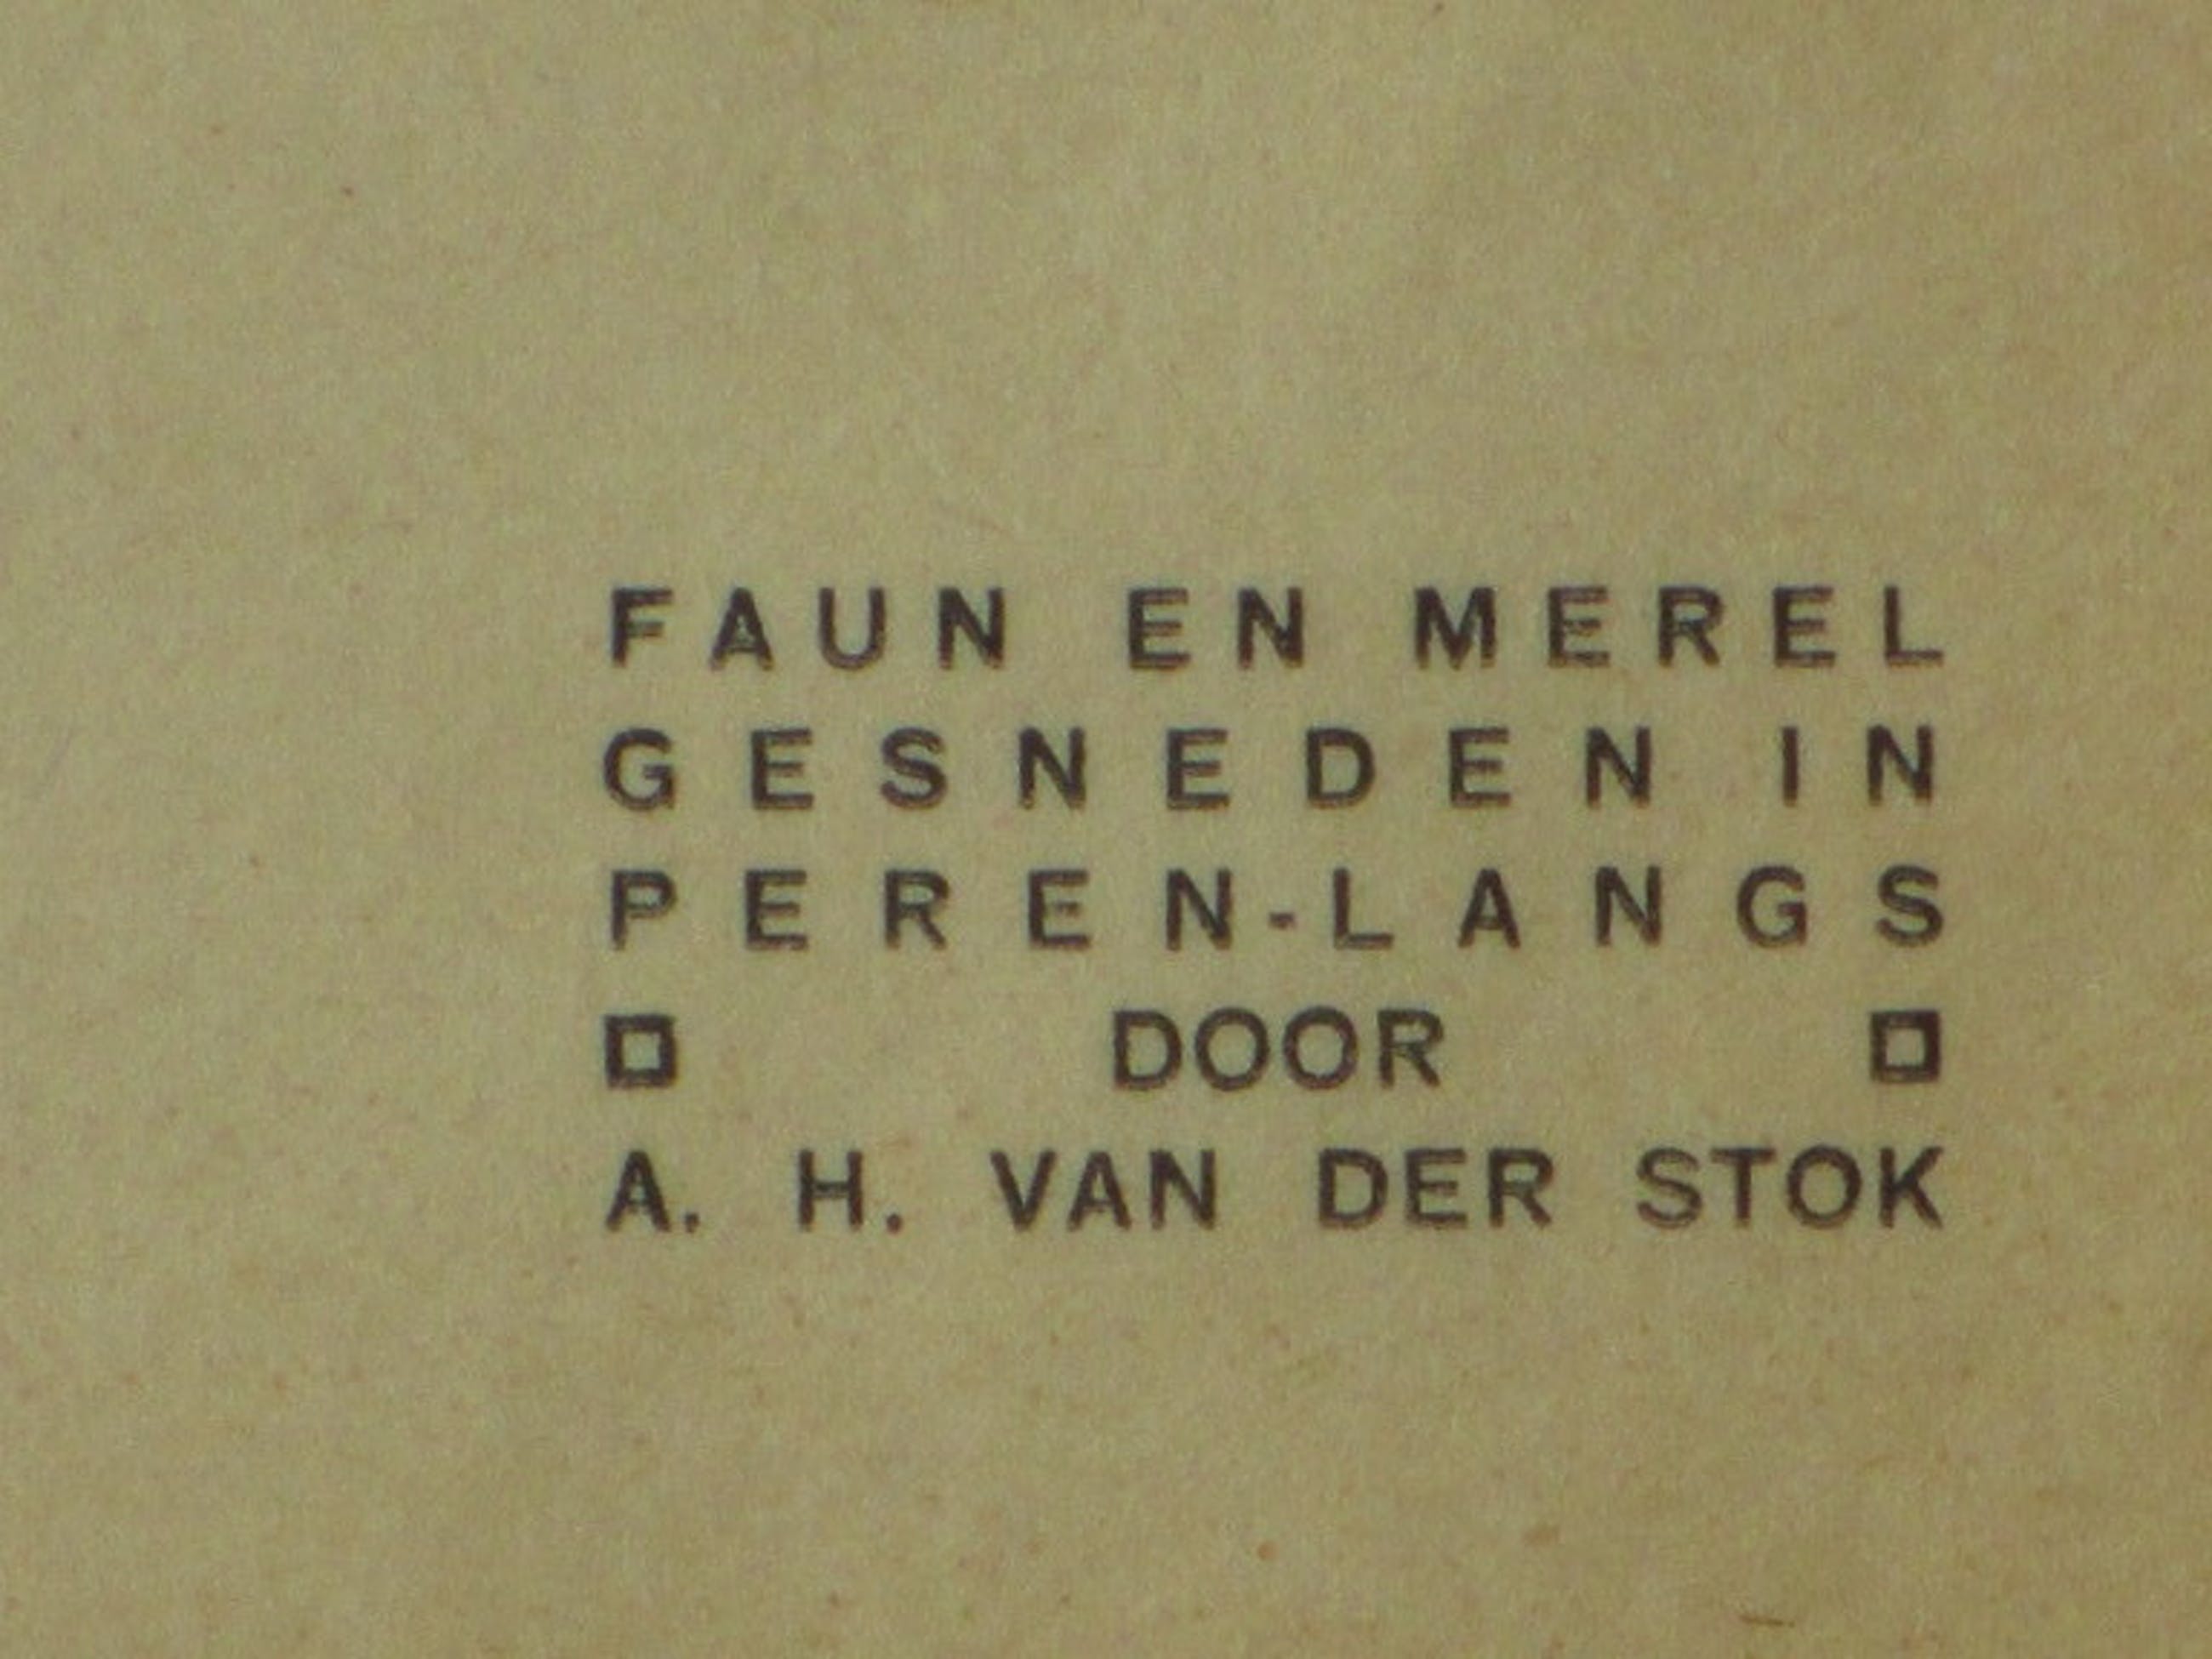 FAUN EN MEREL
GESNEDEN IN
PEREN-LANGS
DOOR
A. H. VAN DER STOK